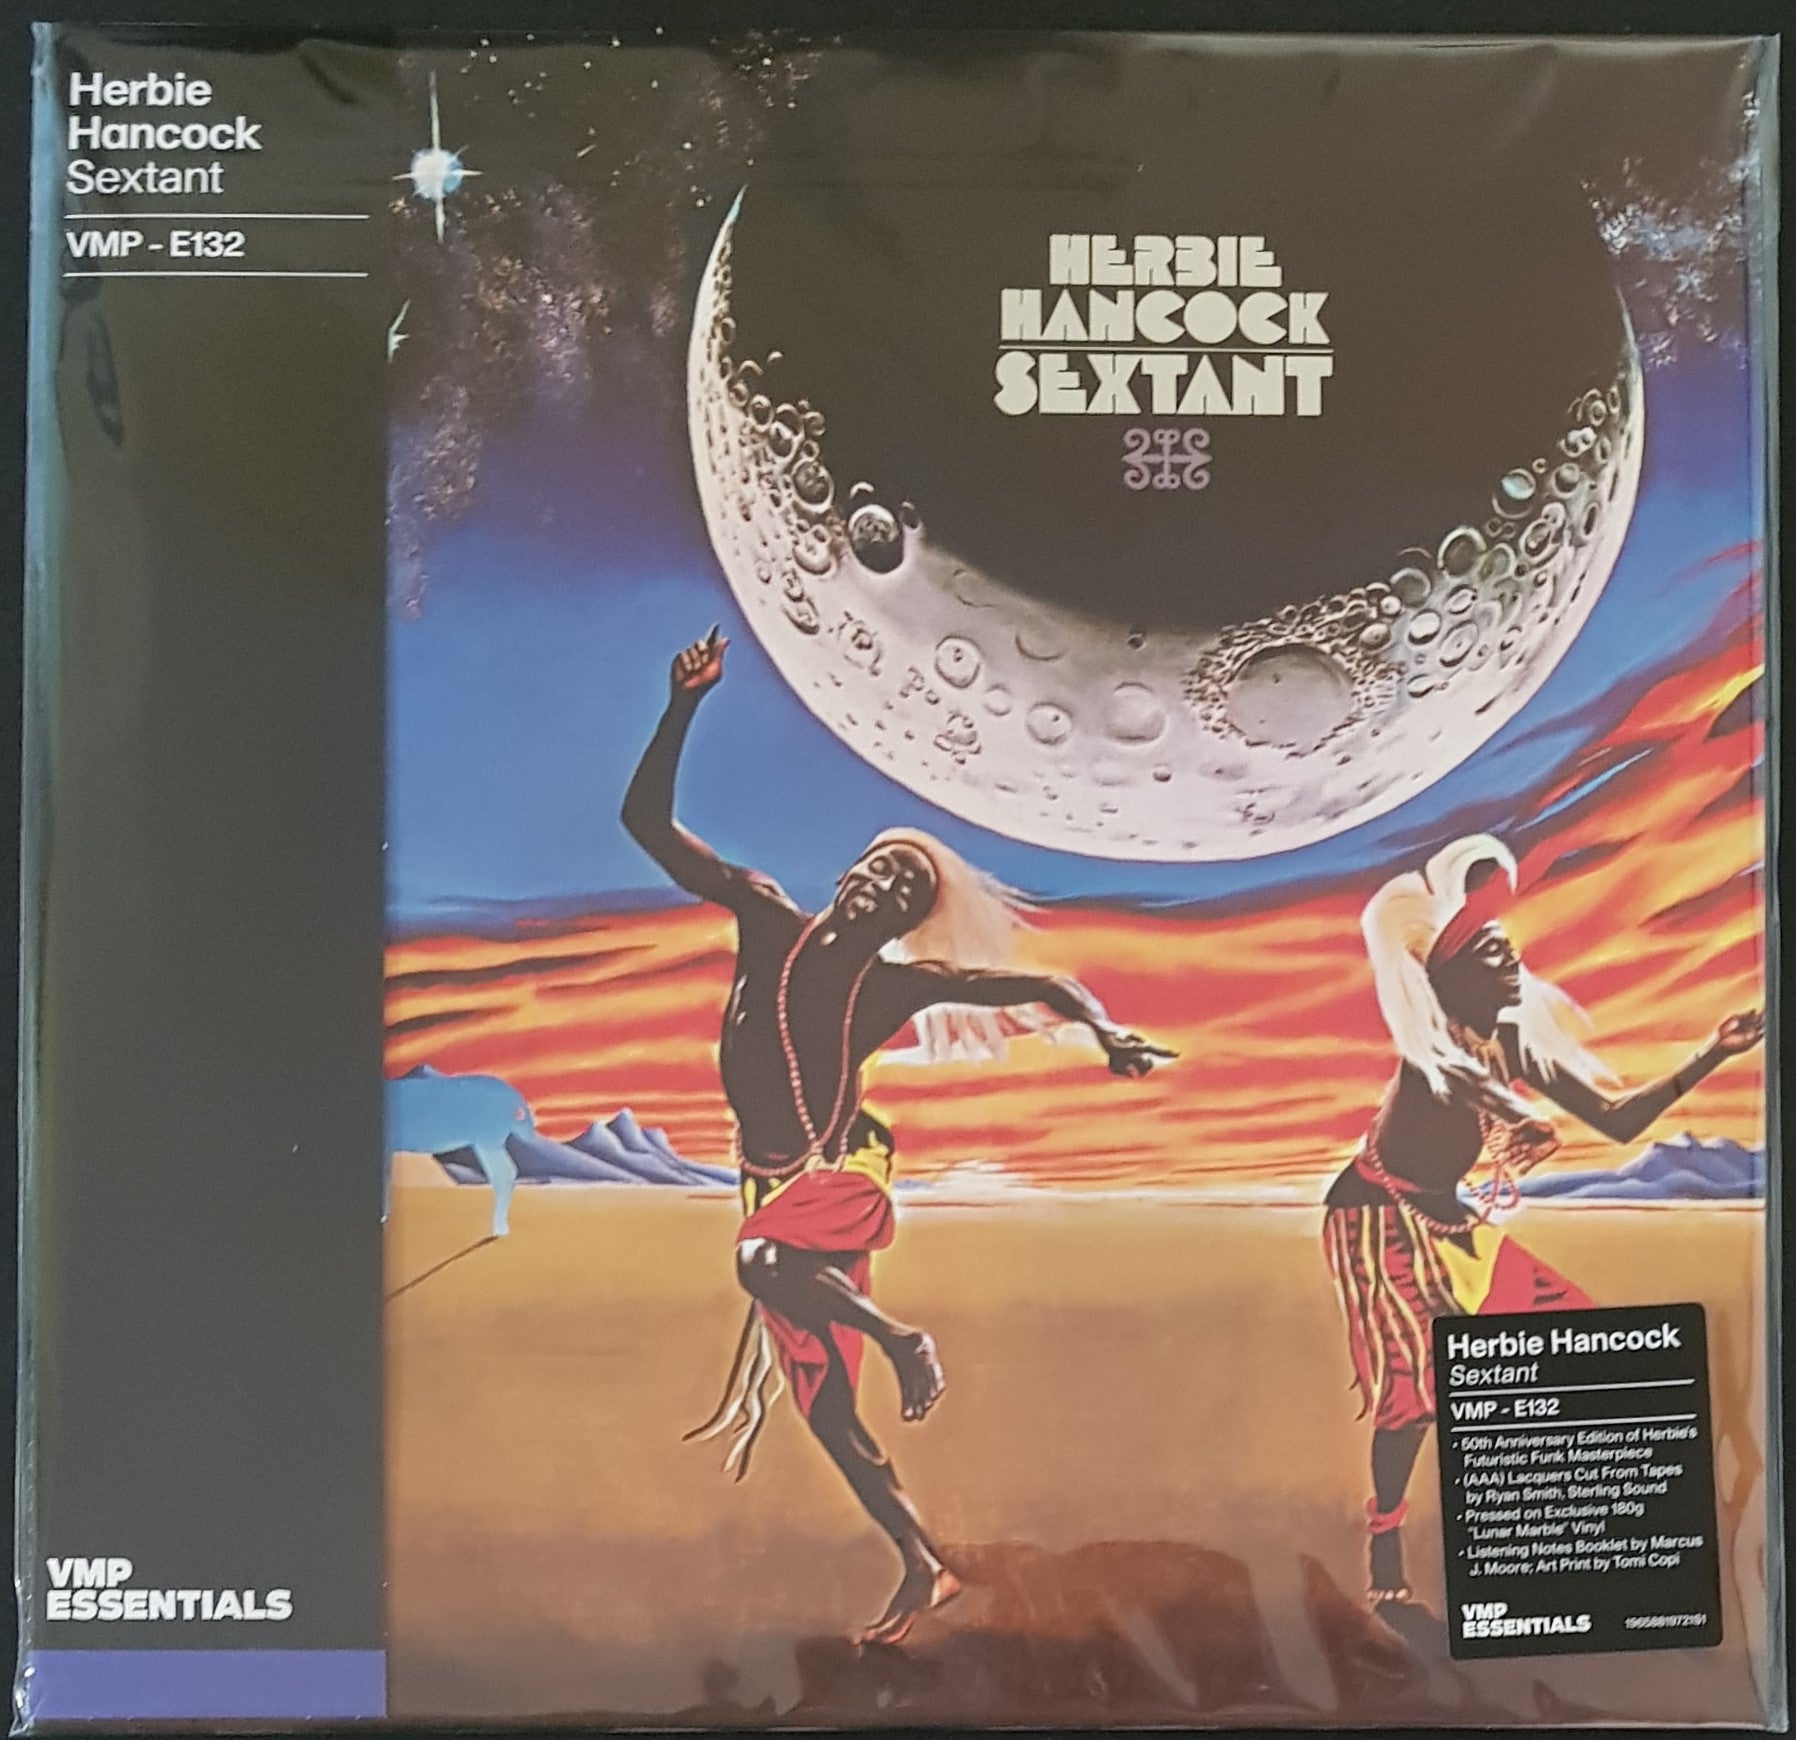 Herbie
Hancock
Sextant
VMP - E132
HERBIE
HANCOCK
SEXTANT
Herbie Hancock
Sextant
VMP - E132
• 50th Anniversary Edition of Herbie's
Futuristic Funk Masterpiece
• (AAA) Lacquers Cut From Tapes
by Ryan Smith, Sterling Sound
• Pressed on Exclusive 180g
"Lunar Marble" Vinyl
• Listening Notes Booklet by Marcus
J. Moore; Art Print by Tomi Copi
VMP
ESSENTIALS
1965881972151
VMP
ESSENTIALS